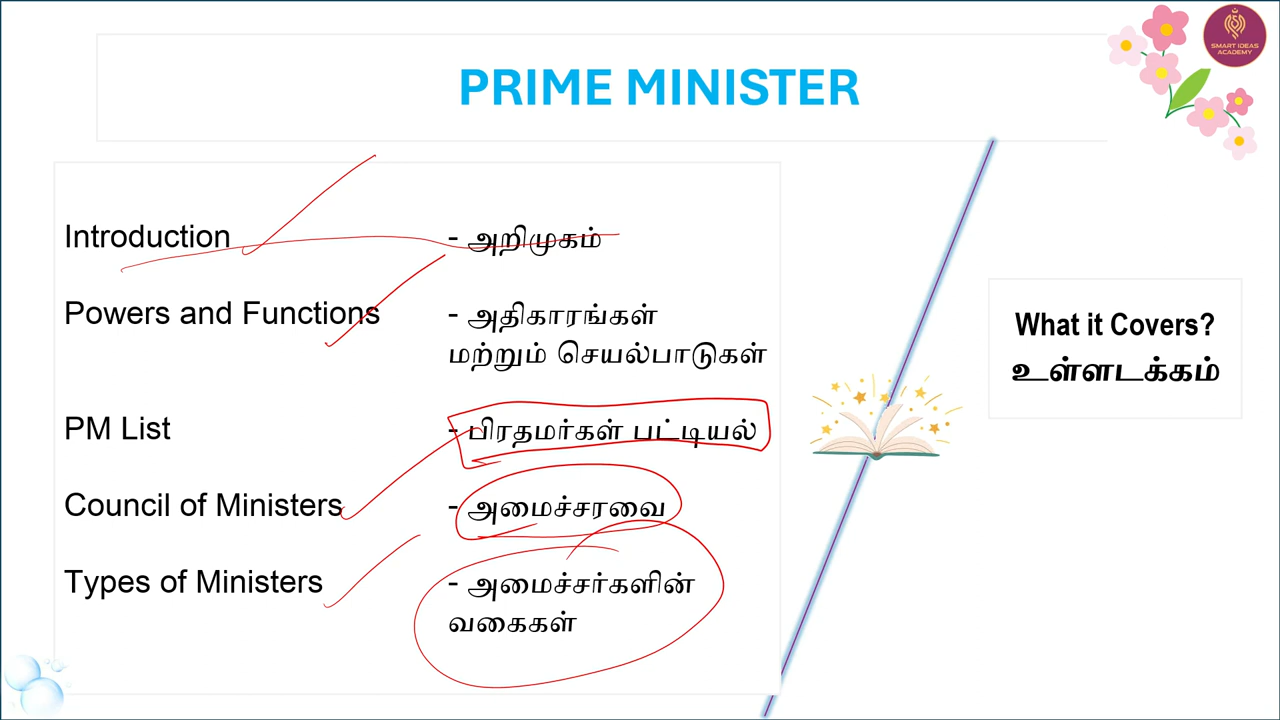 SMART IDEAS
ACADEMY
PRIME MINISTER
Introduction - அறிமுகம்
Powers and Functions - அதிகாரங்கள்
மற்றும் செயல்பாடுகள்
PM List - பிரதமர்கள் பட்டியல்
Council of Ministers - அமைச்சரவை
Types of Ministers - அமைச்சர்களின்
வகைகள்
What it Covers?
உள்ளடக்கம்